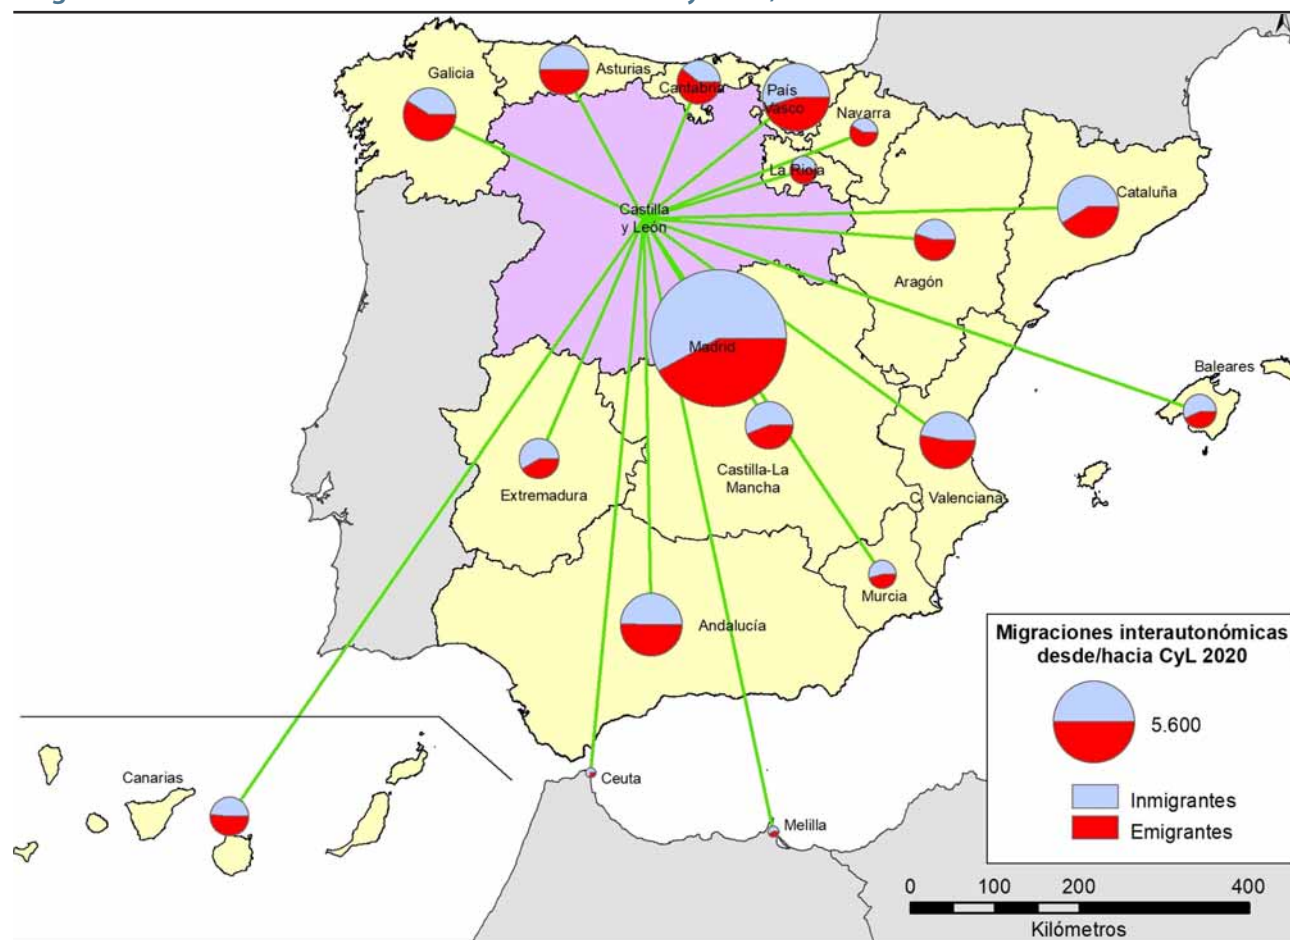 Galicia
Asturias
Cantabria
País
Vasco
Navarra
La Rioja
Cataluña
Castilla
y León
Aragón
Madrid
Baleares
Castilla-La
Mancha
Extremadura
C. Valenciana
Murcia
Andalucía
Migraciones interautonómicas
desde/hacia CyL 2020
5.600
Canarias
Ceuta
Inmigrantes
Melilla
Emigrantes
0 100 200 400
Kilómetros